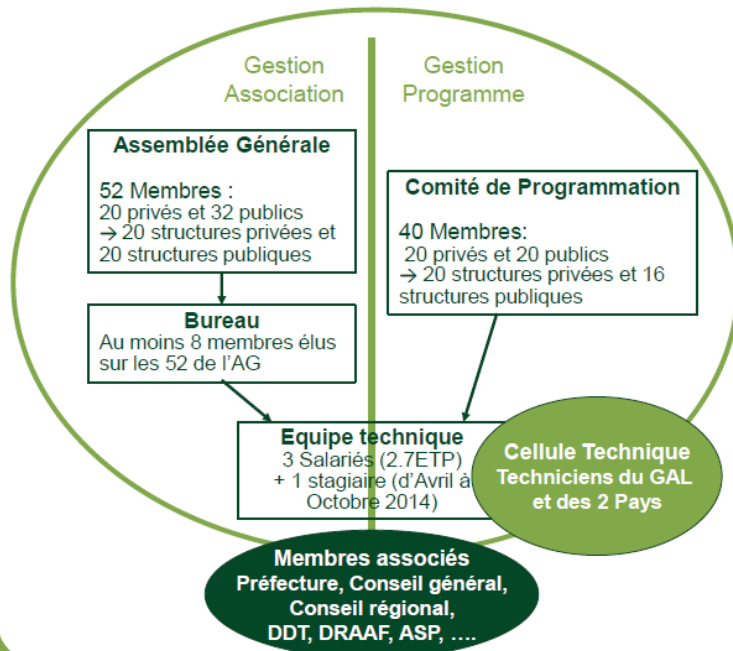 Gestion
Association
Gestion
Programme
Assemblée Générale
52 Membres :
20 privés et 32 publics
→ 20 structures privées et
20 structures publiques
Comité de Programmation
40 Membres:
20 privés et 20 publics
→ 20 structures privées et 16
structures publiques
Bureau
Au moins 8 membres élus
sur les 52 de l’AG
Equipe technique
3 Salariés (2.7ETP)
+ 1 stagiaire (d’Avril à
Octobre 2014)
Cellule Technique
Techniciens du GAL
et des 2 Pays
Membres associés
Préfecture, Conseil général,
Conseil régional,
DDT, DRAAF, ASP, ….